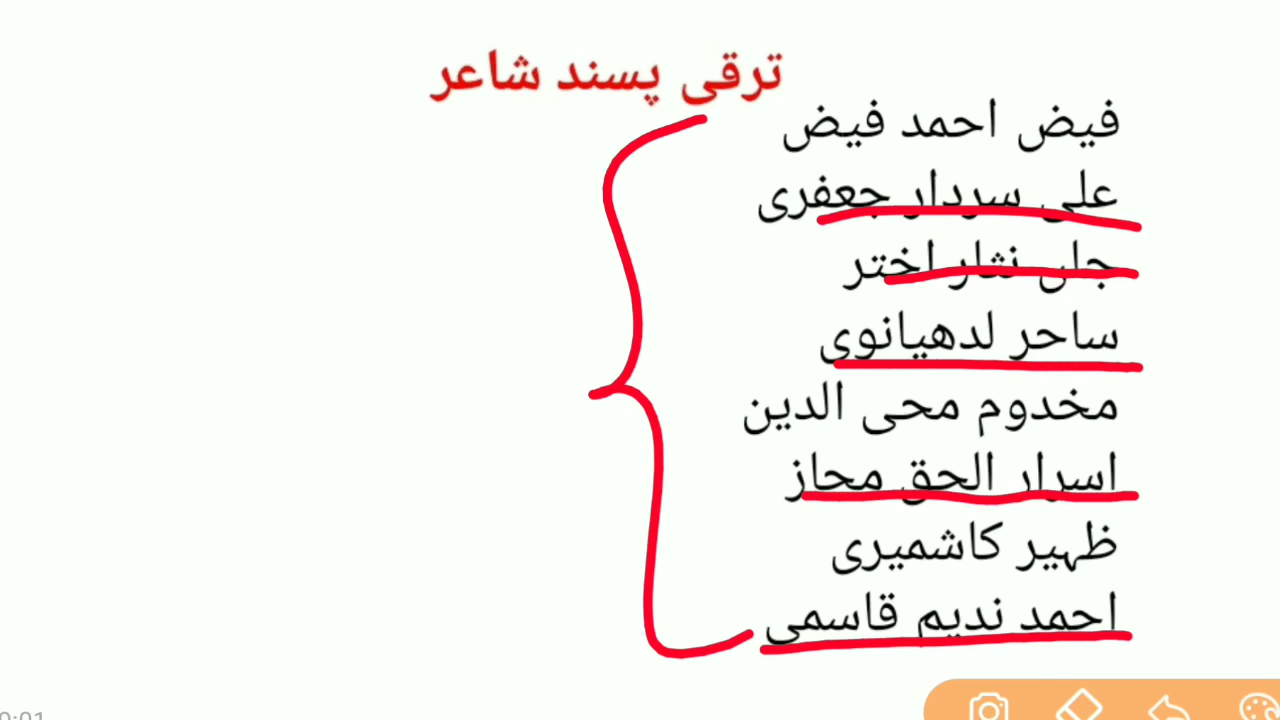 ترقی پسند شاعر
فیض احمد فیض
علی سردار جعفری
جلی نثار اختر
ساحر لدھیانوی
مخدوم محی الدین
اسرار الحق مجاز
ظہیر کاشمیری
احمد ندیم قاسمی